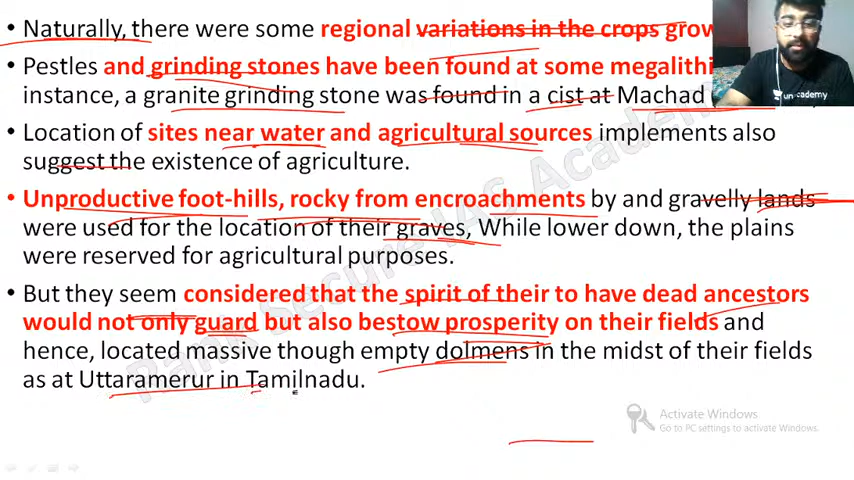 • Naturally, there were some regional variations in the crops grow
• Pestles and grinding stones have been found at some megalithi
instance, a granite grinding stone was found in a cist at Machad
• Location of sites near water and agricultural sources implements also
suggest the existence of agriculture.
• Unproductive foot-hills, rocky from encroachments by and gravelly lands
were used for the location of their graves, While lower down, the plains
were reserved for agricultural purposes.
• But they seem considered that the spirit of their to have dead ancestors
would not only guard but also bestow prosperity on their fields and
hence, located massive though empty dolmens in the midst of their fields
as at Uttaramerur in Tamilnadu.
Rank Secure IAS Academy
unacademy
Activate Windows
Go to PC settings to activate Windows.